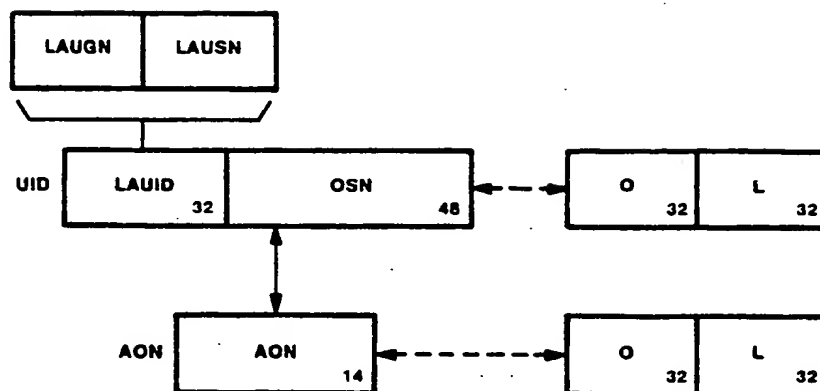 LAUGN LAUSN
UID LAUID 32 OSN 48 O 32 L 32
AON AON 14 O 32 L 32